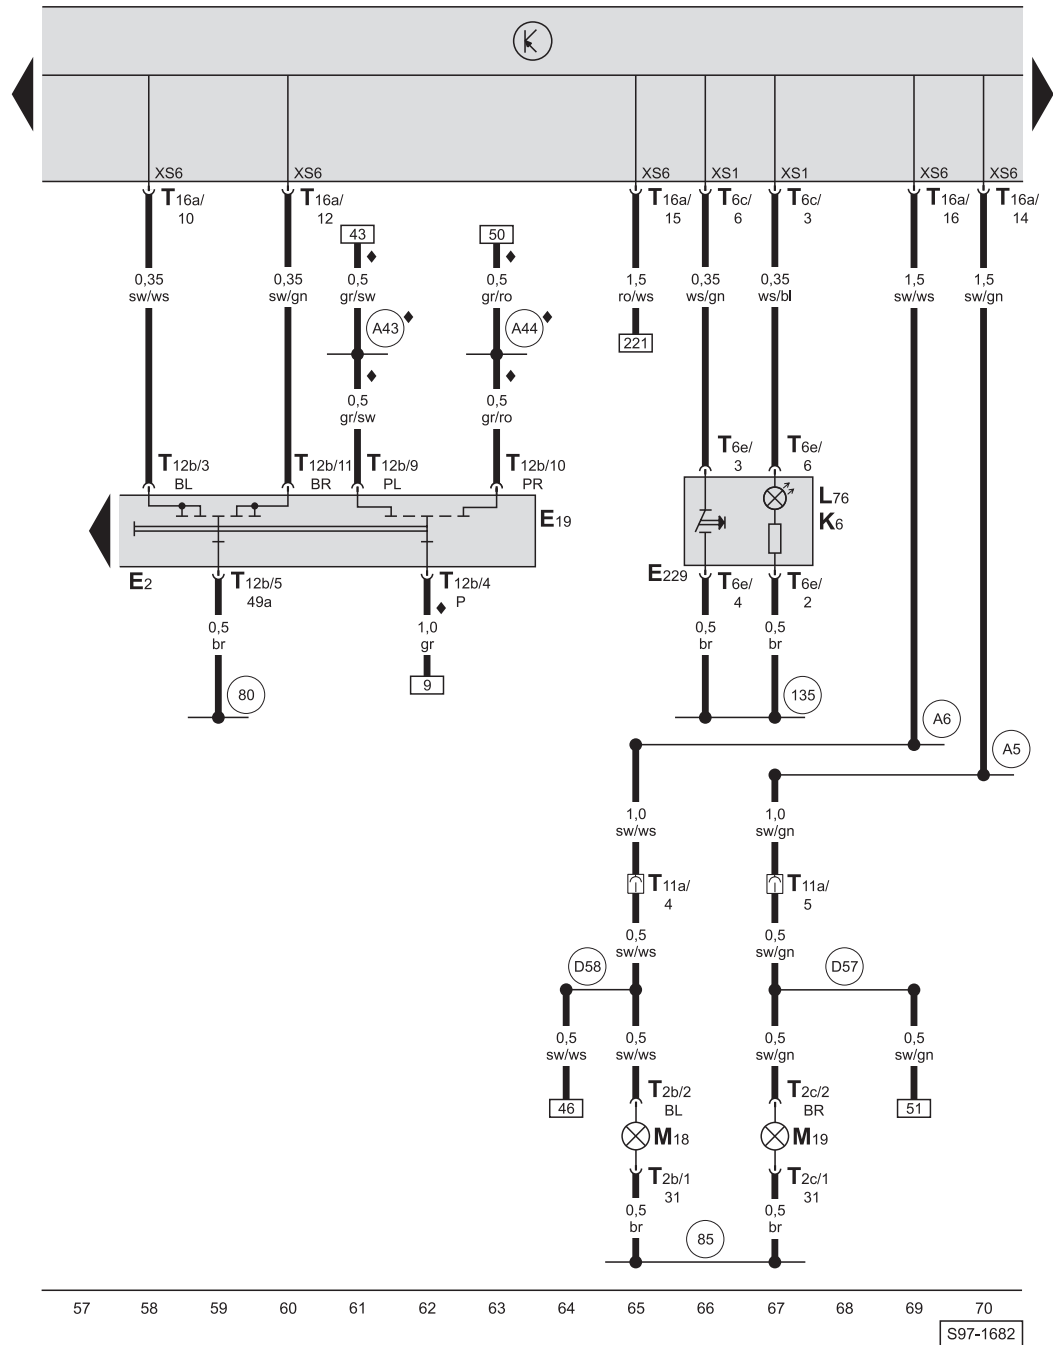 XS6 XS6 XS6 XS1 XS1 XS6 XS6
T16a/ T16a/ T16a/ T6c/ T6c/ T16a/ T16a/
10 12 15 6 3 16 14
43 50
0,35 0,35 0,5 0,5 1,5 0,35 0,35 1,5 1,5
sw/ws sw/gn gr/sw gr/ro ro/ws ws/gn ws/bl sw/ws sw/gn
A43 A44
221
0,5 0,5
gr/sw gr/ro
T12b/3 T12b/11 T12b/9 T12b/10 T6e/ T6e/
BL BR PL PR 3 6
L76
E19 K6
E2 T12b/5 T12b/4 E229 T6e/ T6e/
49a P 4 2
0,5 1,0 0,5 0,5
br gr br br
80 9 135
A6
A5
1,0 1,0
sw/ws sw/gn
T11a/ T11a/
4 5
0,5 0,5
sw/ws sw/gn
D58 D57
0,5 0,5 0,5 0,5
sw/ws sw/ws sw/gn sw/gn
T2b/2 T2c/2
46 BL BR 51
M18 M19
T2b/1 T2c/1
31 31
0,5 0,5
br br
85
57 58 59 60 61 62 63 64 65 66 67 68 69 70
S97-1682